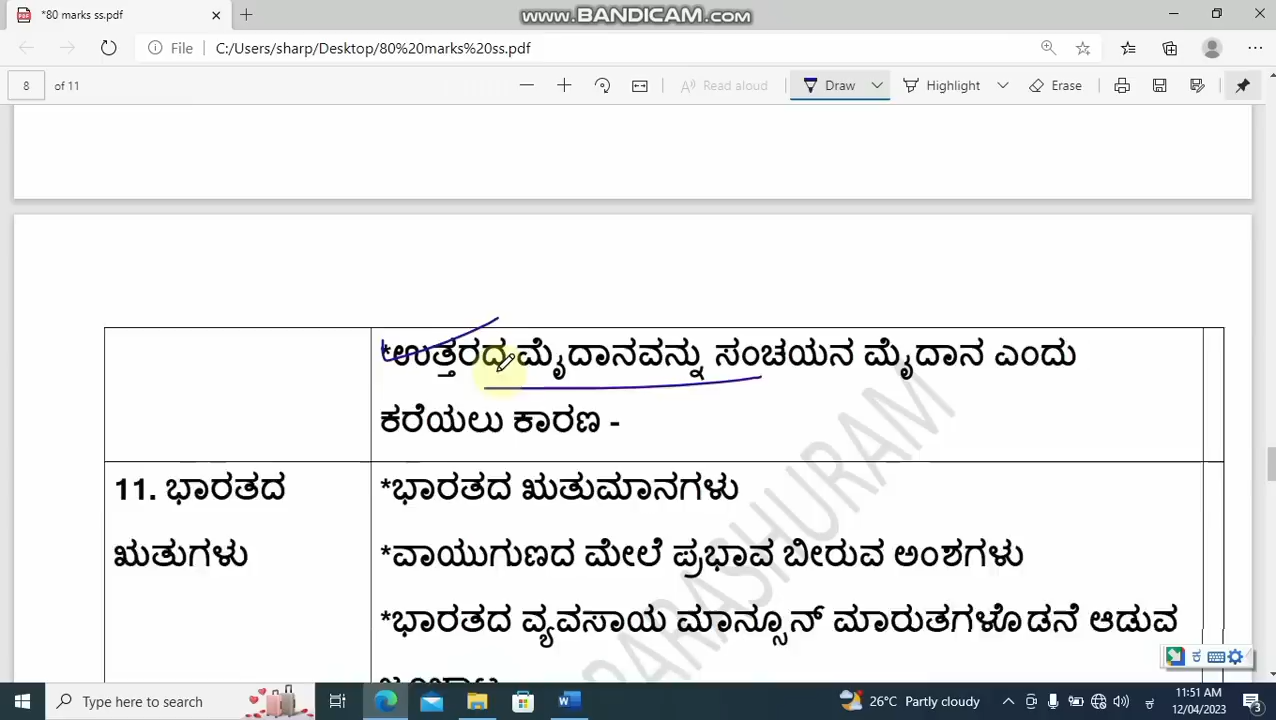 *80 marks ss.pdf
www.BANDICAM.com
File
C:/Users/sharp/Desktop/80%20marks%20ss.pdf
8 of 11
Read aloud
Draw
Highlight
Erase
*ಉತ್ತರದ ಮೈದಾನವನ್ನು ಸಂಚಯನ ಮೈದಾನ ಎಂದು
ಕರೆಯಲು ಕಾರಣ -
11. ಭಾರತದ
ಋತುಗಳು
*ಭಾರತದ ಋತುಮಾನಗಳು
*ವಾಯುಗುಣದ ಮೇಲೆ ಪ್ರಭಾವ ಬೀರುವ ಅಂಶಗಳು
*ಭಾರತದ ವ್ಯವಸಾಯ ಮಾನ್ಸೂನ್ ಮಾರುತಗಳೊಡನೆ ಆಡುವ
PARASHURAM
ಕ
Type here to search
26°C Partly cloudy
11:51 AM
12/04/2023
3